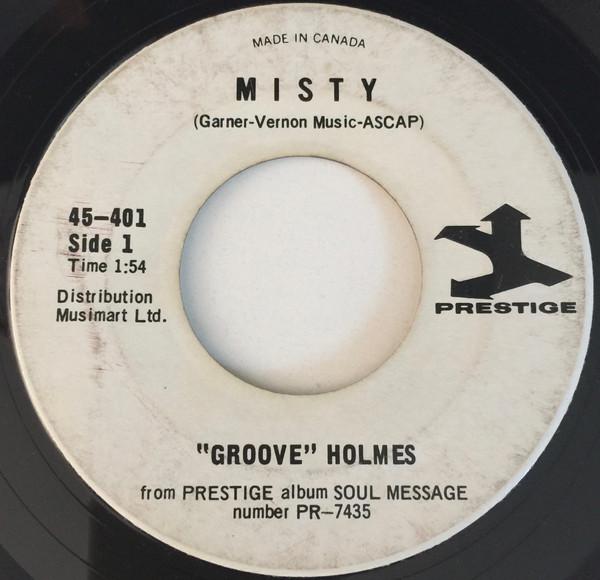 MADE IN CANADA
MISTY
(Garner-Vernon Music-ASCAP)
45-401
Side 1
Time 1:54
Distribution
Musimart Ltd.
PRESTIGE
"GROOVE" HOLMES
from PRESTIGE album SOUL MESSAGE
number PR-7435